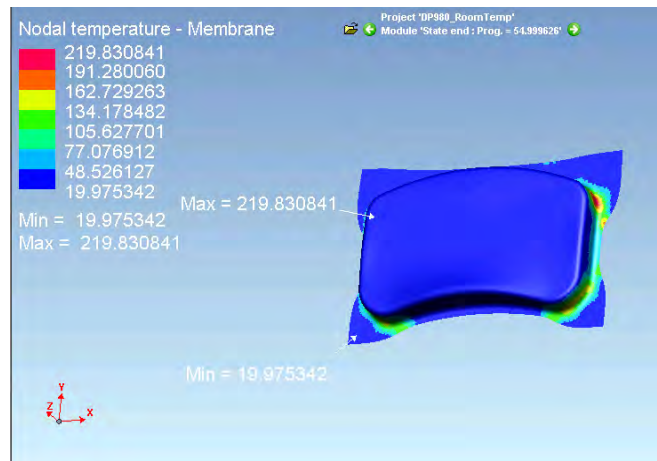 Nodal temperature - Membrane
Project 'DP980_RoomTemp'
Module 'State end : Prog. = 54.999626'
219.830841
191.280060
162.729263
134.178482
105.627701
77.076912
48.526127
19.975342
Min = 19.975342
Max = 219.830841
Max = 219.830841
Min = 19.975342
Y
Z
X